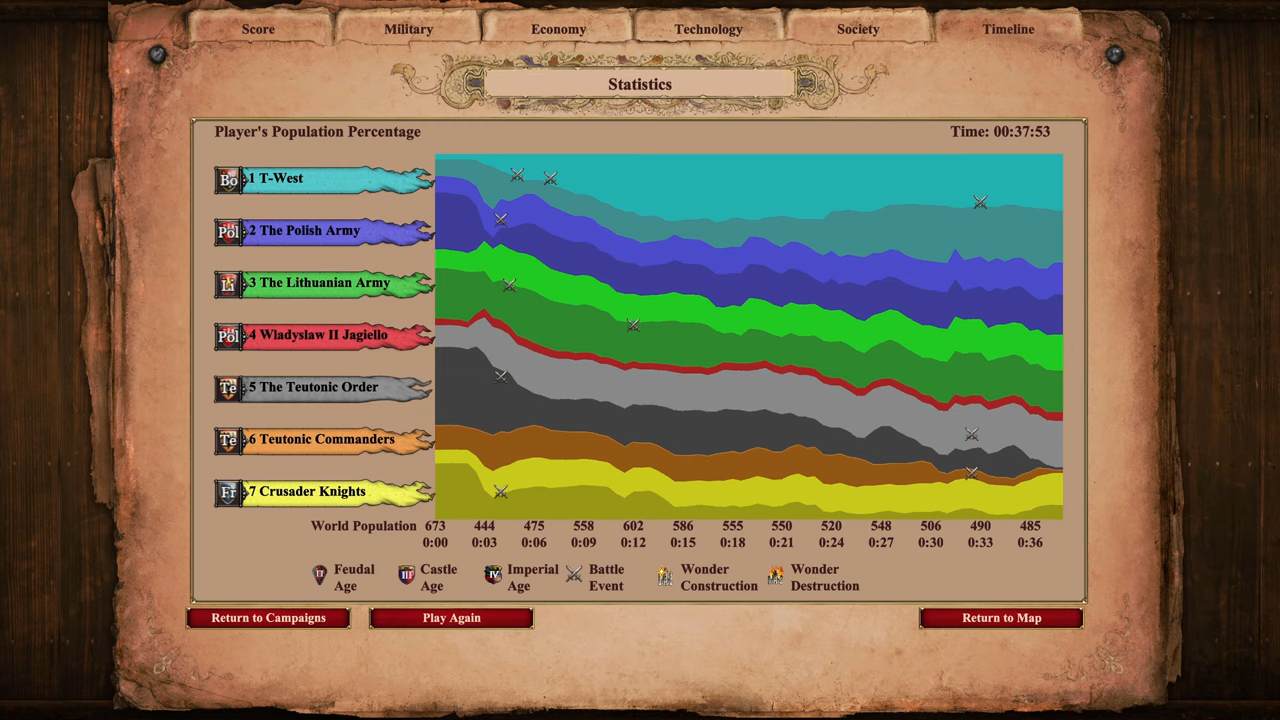 Score Military Economy Technology Society Timeline
Statistics
Player's Population Percentage Time: 00:37:53
Bo 1 T-West
Pol 2 The Polish Army
Li 3 The Lithuanian Army
Pol 4 Wladyslaw II Jagiello
Te 5 The Teutonic Order
Te 6 Teutonic Commanders
Fr 7 Crusader Knights
World Population 673 444 475 558 602 586 555 550 520 548 506 490 485
0:00 0:03 0:06 0:09 0:12 0:15 0:18 0:21 0:24 0:27 0:30 0:33 0:36
II Feudal Age III Castle Age IV Imperial Age Battle Event Wonder Construction Wonder Destruction
Return to Campaigns Play Again Return to Map